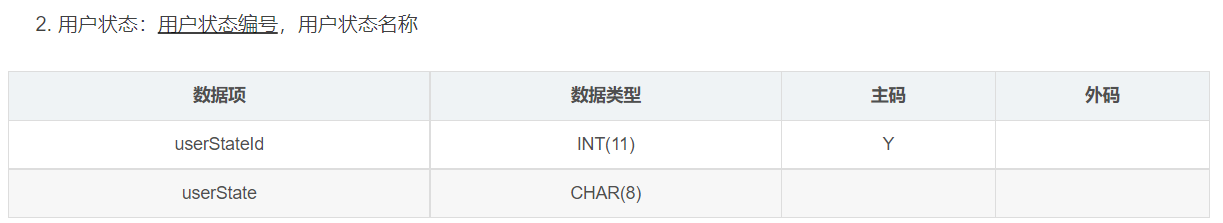 2. 用户状态：用户状态编号，用户状态名称
数据项 数据类型 主码 外码
userStateId INT(11) Y
userState CHAR(8)